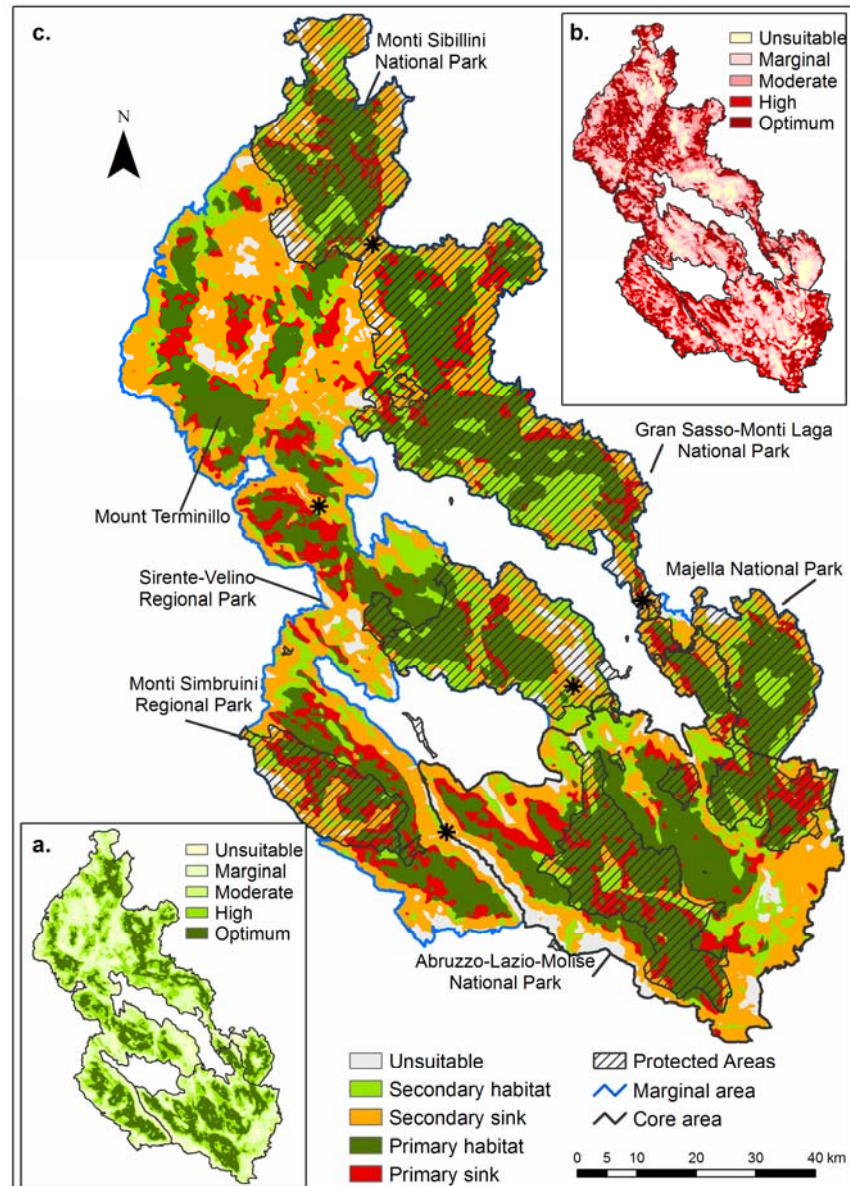 c.
Monti Sibillini
National Park
N
b.
Unsuitable
Marginal
Moderate
High
Optimum
Gran Sasso-Monti Laga
National Park
Mount Terminillo
Majella National Park
Sirente-Velino
Regional Park
Monti Simbruini
Regional Park
a.
Unsuitable
Marginal
Moderate
High
Optimum
Abruzzo-Lazio-Molise
National Park
Unsuitable
Secondary habitat
Secondary sink
Primary habitat
Primary sink
Protected Areas
Marginal area
Core area
0 5 10 20 30 40 km